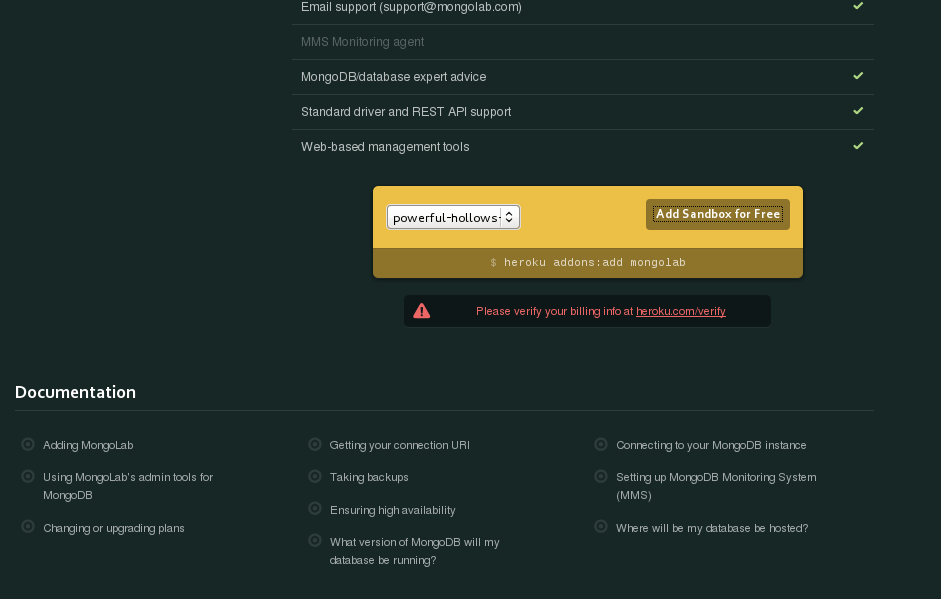 Email support (support@mongolab.com)
MMS Monitoring agent
MongoDB/database expert advice
Standard driver and REST API support
Web-based management tools
powerful-hollows-
Add Sandbox for Free
$ heroku addons:add mongolab
Please verify your billing info at heroku.com/verify
Documentation
Adding MongoLab
Using MongoLab's admin tools for
MongoDB
Changing or upgrading plans
Getting your connection URI
Taking backups
Ensuring high availability
What version of MongoDB will my
database be running?
Connecting to your MongoDB instance
Setting up MongoDB Monitoring System
(MMS)
Where will be my database be hosted?